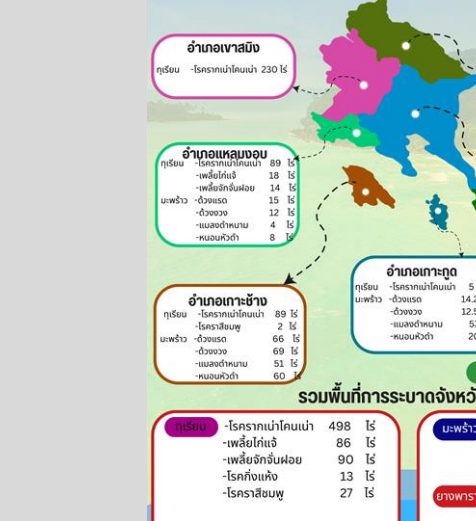 อำเภอเขาสมิง
ทุเรียน -โรครากเน่าโคนเน่า 230 ไร่
อำเภอแหลมงอบ
ทุเรียน -โรครากเน่าโคนเน่า 89 ไร่
-เพลี้ยไก่แจ้ 18 ไร่
-เพลี้ยจักจั่นฝอย 14 ไร่
มะพร้าว -ด้วงแรด 15 ไร่
-ด้วงงวง 12 ไร่
-แมลงดำหนาม 4 ไร่
-หนอนหัวดำ 8 ไร่
อำเภอเกาะกูด
ทุเรียน -โรครากเน่าโคนเน่า 5
มะพร้าว -ด้วงแรด 14.2
-ด้วงงวง 12.5
-แมลงดำหนาม
-หนอนหัวดำ 20
อำเภอเกาะช้าง
ทุเรียน -โรครากเน่าโคนเน่า 89 ไร่
-โรคราสีชมพู 2 ไร่
มะพร้าว -ด้วงแรด 66 ไร่
-ด้วงงวง 69 ไร่
-แมลงดำหนาม 51 ไร่
-หนอนหัวดำ 60 ไร่
รวมพื้นที่การระบาดจังหวั
ทุเรียน -โรครากเน่าโคนเน่า 498 ไร่
-เพลี้ยไก่แจ้ 86 ไร่
-เพลี้ยจักจั่นฝอย 90 ไร่
-โรคกิ่งแห้ง 13 ไร่
-โรคราสีชมพู 27 ไร่
มะพร้าว
ยางพารา